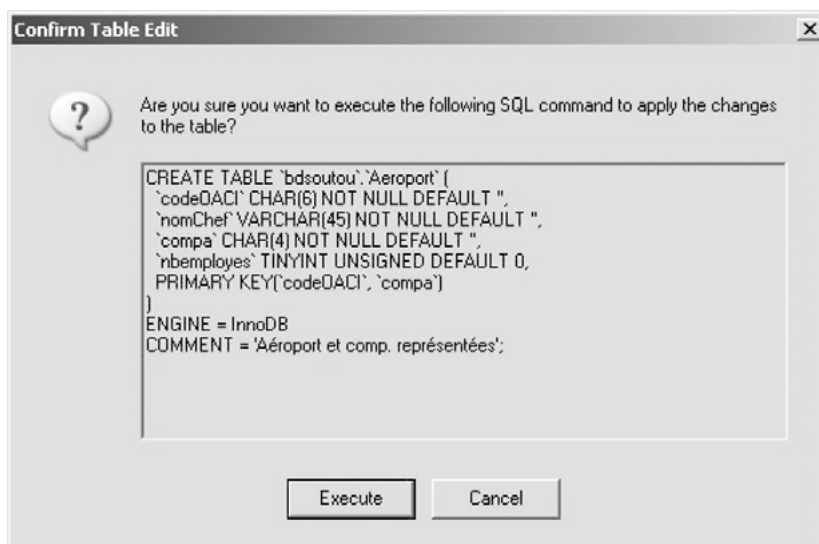 Confirm Table Edit
Are you sure you want to execute the following SQL command to apply the changes
to the table?
CREATE TABLE `bdsoutou`.`Aeroport` (
`codeOACI` CHAR(6) NOT NULL DEFAULT '',
`nomChef` VARCHAR(45) NOT NULL DEFAULT '',
`compa` CHAR(4) NOT NULL DEFAULT '',
`nbemployes` TINYINT UNSIGNED DEFAULT 0,
PRIMARY KEY(`codeOACI`, `compa`)
)
ENGINE = InnoDB
COMMENT = 'Aéroport et comp. représentées';
Execute
Cancel